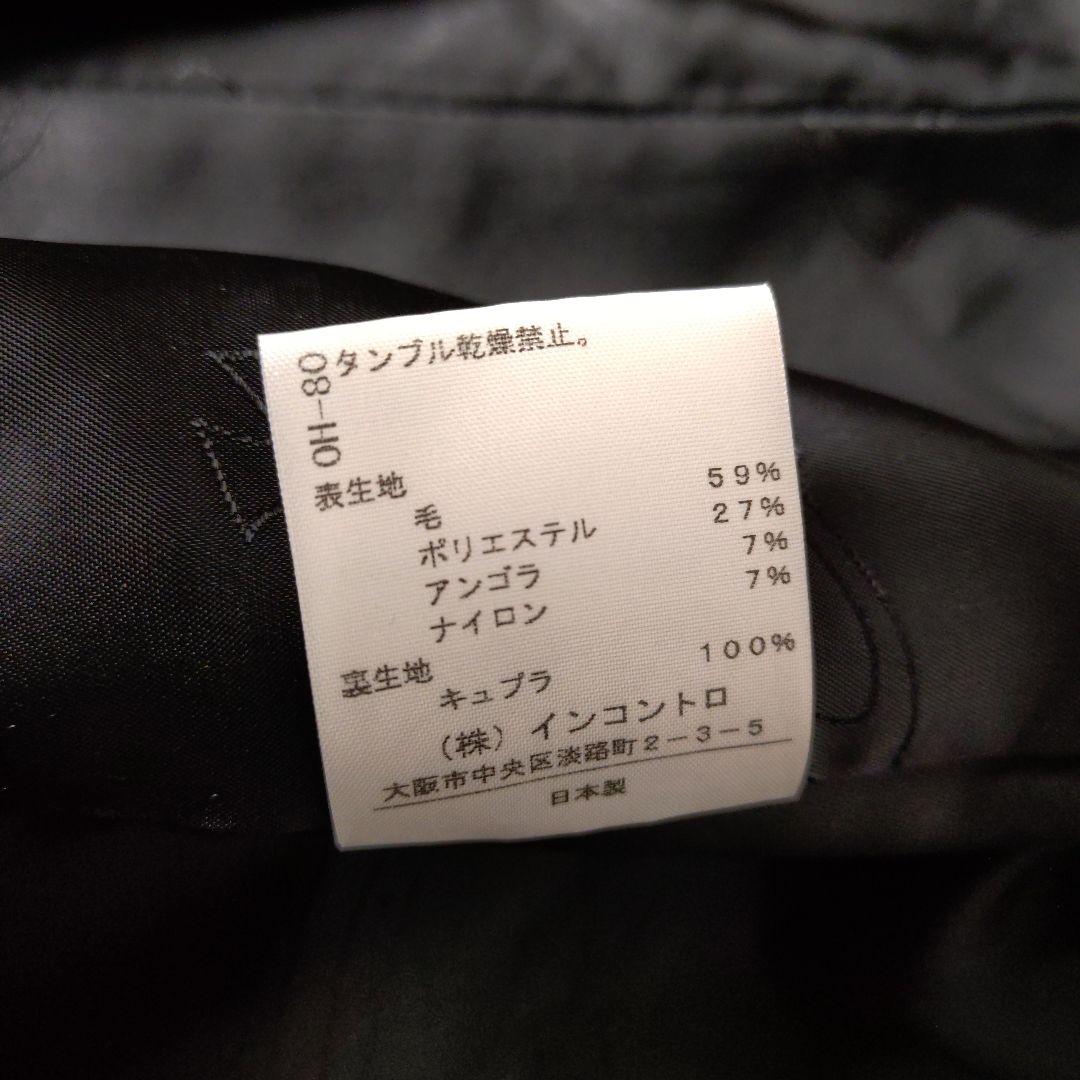 タンブル乾燥禁止。
08-HO
表生地
毛 59%
ポリエステル 27%
アンゴラ 7%
ナイロン 7%
裏生地
キュプラ 100%
（株）インコントロ
大阪市中央区淡路町2-3-5
日本製